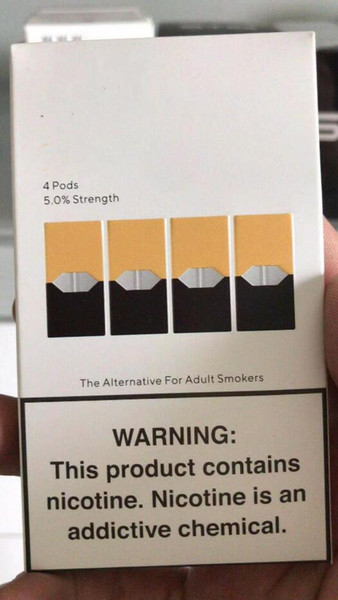 4 Pods
5.0% Strength
The Alternative For Adult Smokers
WARNING:
This product contains
nicotine. Nicotine is an
addictive chemical.